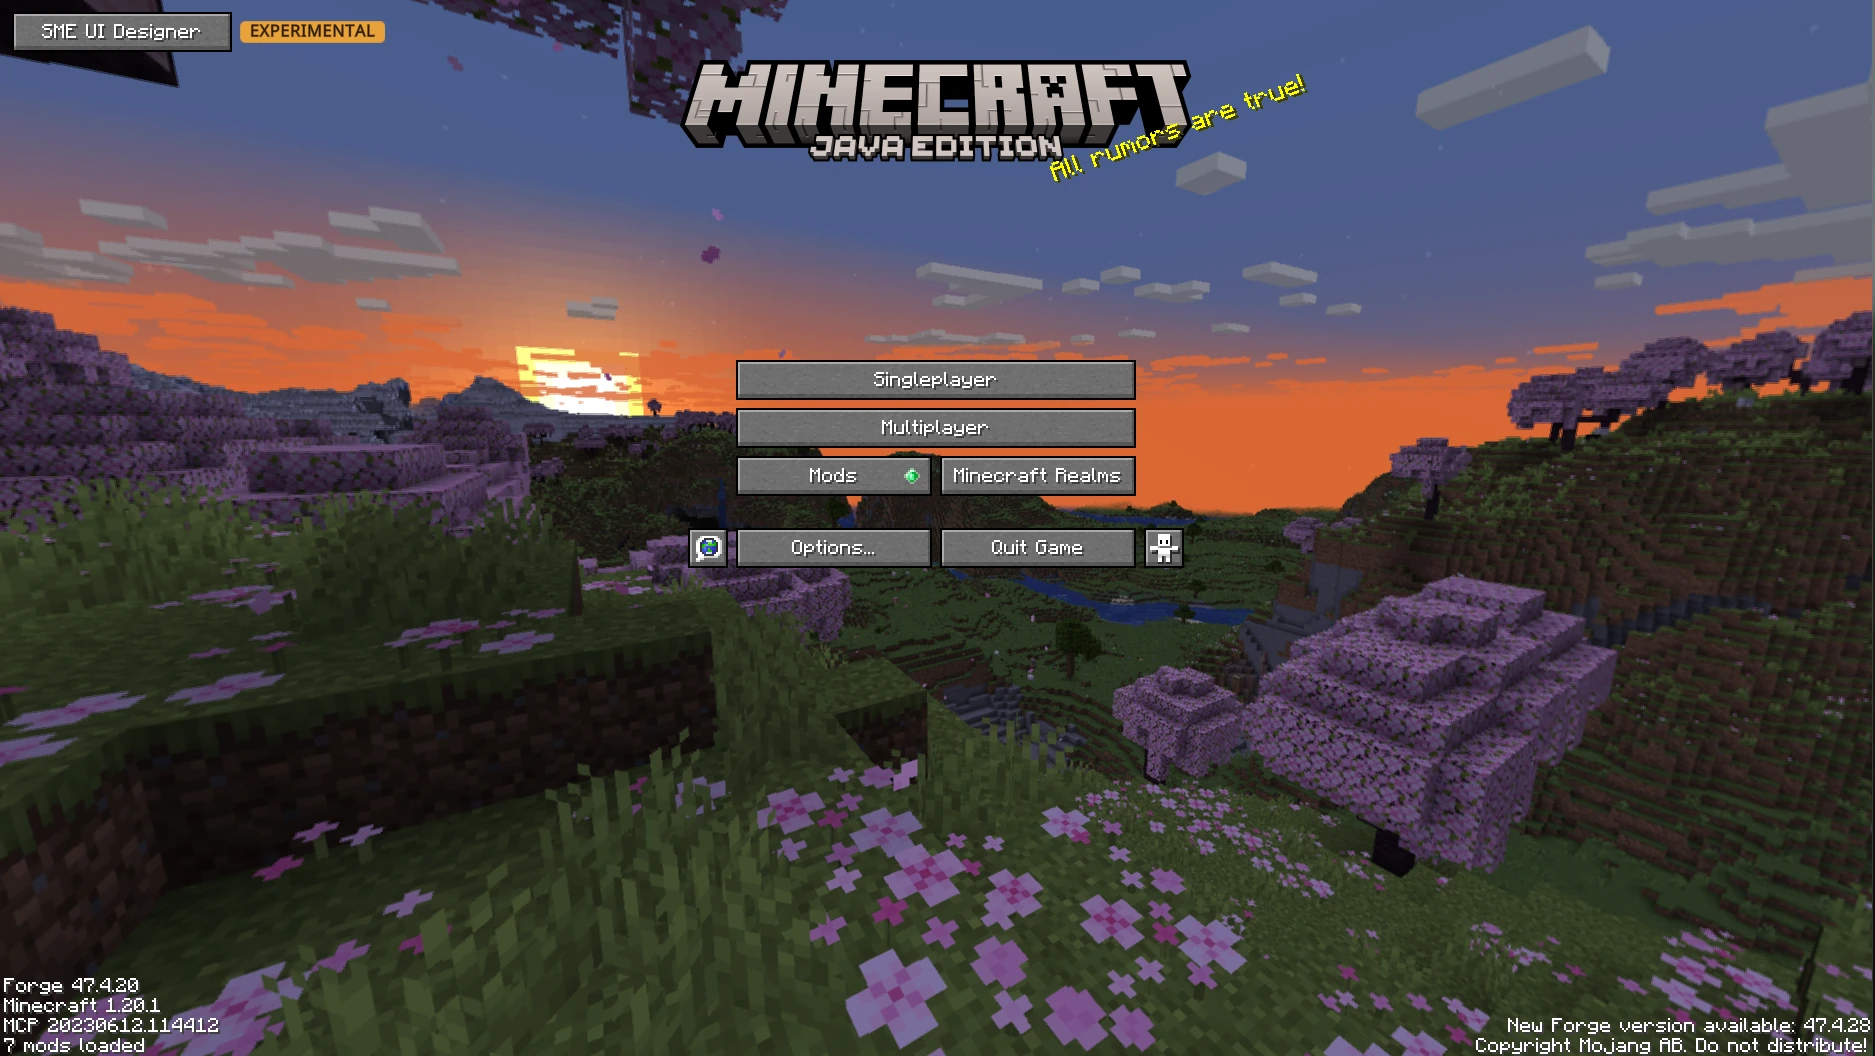 SME UI Designer
EXPERIMENTAL
MINECRAFT
JAVA EDITION
All rumors are true!
Singleplayer
Multiplayer
Mods
Minecraft Realms
Options...
Quit Game
Forge 47.4.20
Minecraft 1.20.1
MCP 20230612.114412
7 mods loaded
New Forge version available: 47.4.23
Copyright Mojang AB. Do not distribute!